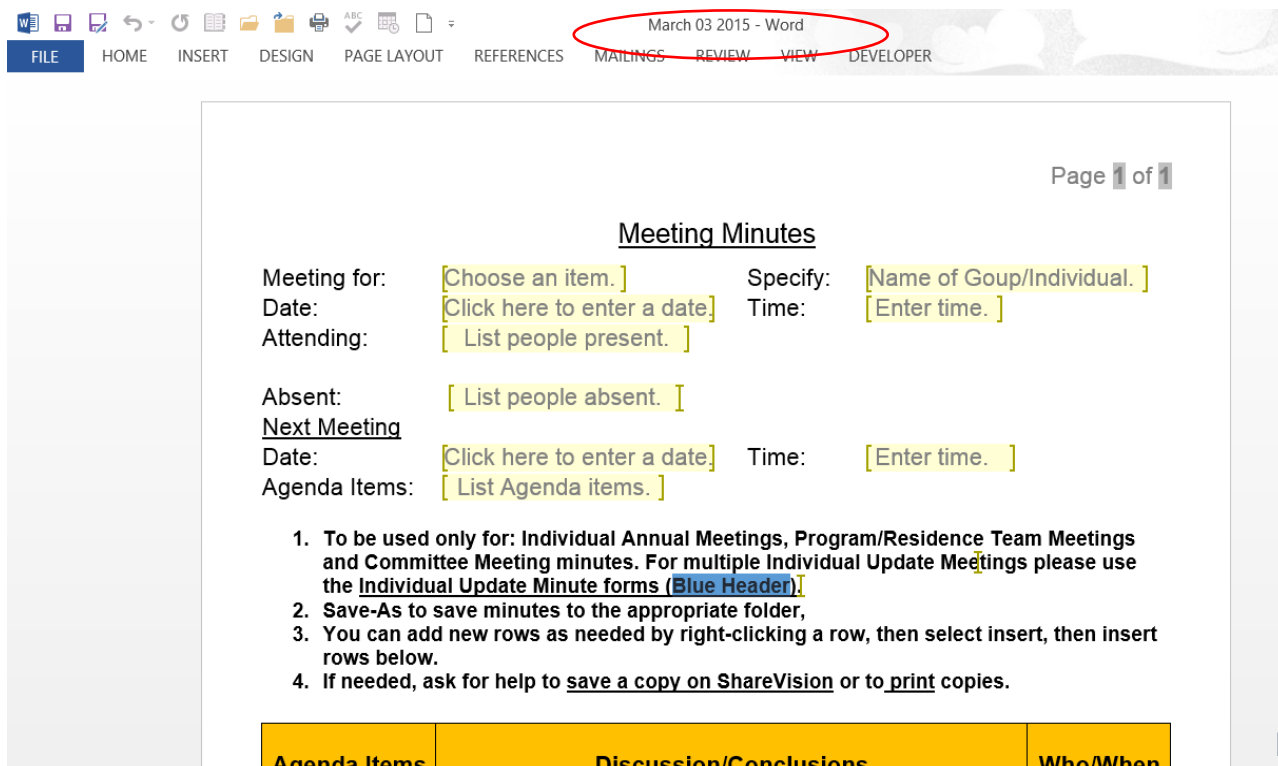 ABC
March 03 2015 - Word
FILE HOME INSERT DESIGN PAGE LAYOUT REFERENCES MAILINGS REVIEW VIEW DEVELOPER
Page 1 of 1
Meeting Minutes
Meeting for: [Choose an item. ] Specify: [Name of Goup/Individual. ]
Date: [Click here to enter a date.] Time: [Enter time. ]
Attending: [ List people present. ]
Absent: [ List people absent. ]
Next Meeting
Date: [Click here to enter a date.] Time: [Enter time. ]
Agenda Items: [ List Agenda items. ]
1. To be used only for: Individual Annual Meetings, Program/Residence Team Meetings
and Committee Meeting minutes. For multiple Individual Update Meetings please use
the Individual Update Minute forms (Blue Header).
2. Save-As to save minutes to the appropriate folder,
3. You can add new rows as needed by right-clicking a row, then select insert, then insert
rows below.
4. If needed, ask for help to save a copy on ShareVision or to print copies.
Agenda Items Discussion/Conclusions Who/When